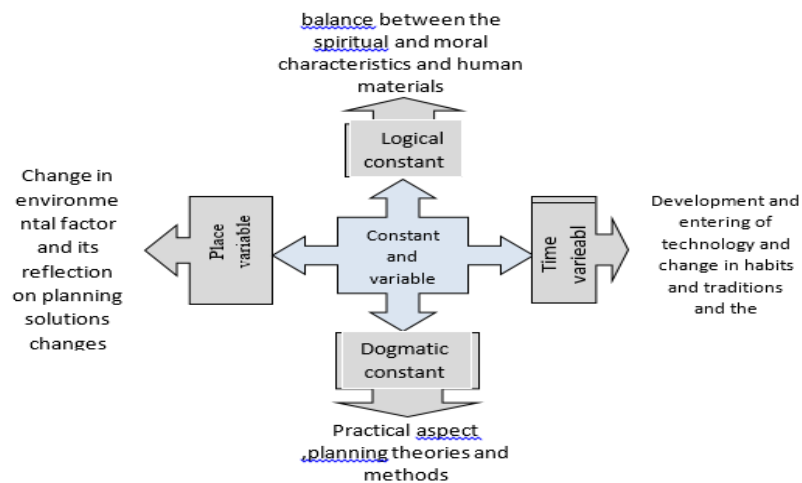 balance between the
spiritual and moral
characteristics and human
materials
Logical
constant
Change in
environme
ntal factor
and its
reflection
on planning
solutions
changes
Place
variable
Constant
and
variable
Time
varieabl
Development and
entering of
technology and
change in habits
and traditions
and the
Dogmatic
constant
Practical aspect
,planning theories and
methods